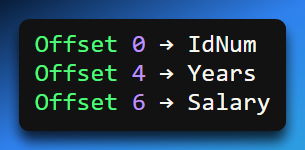 Offset 0 → IdNum
Offset 4 → Years
Offset 6 → Salary